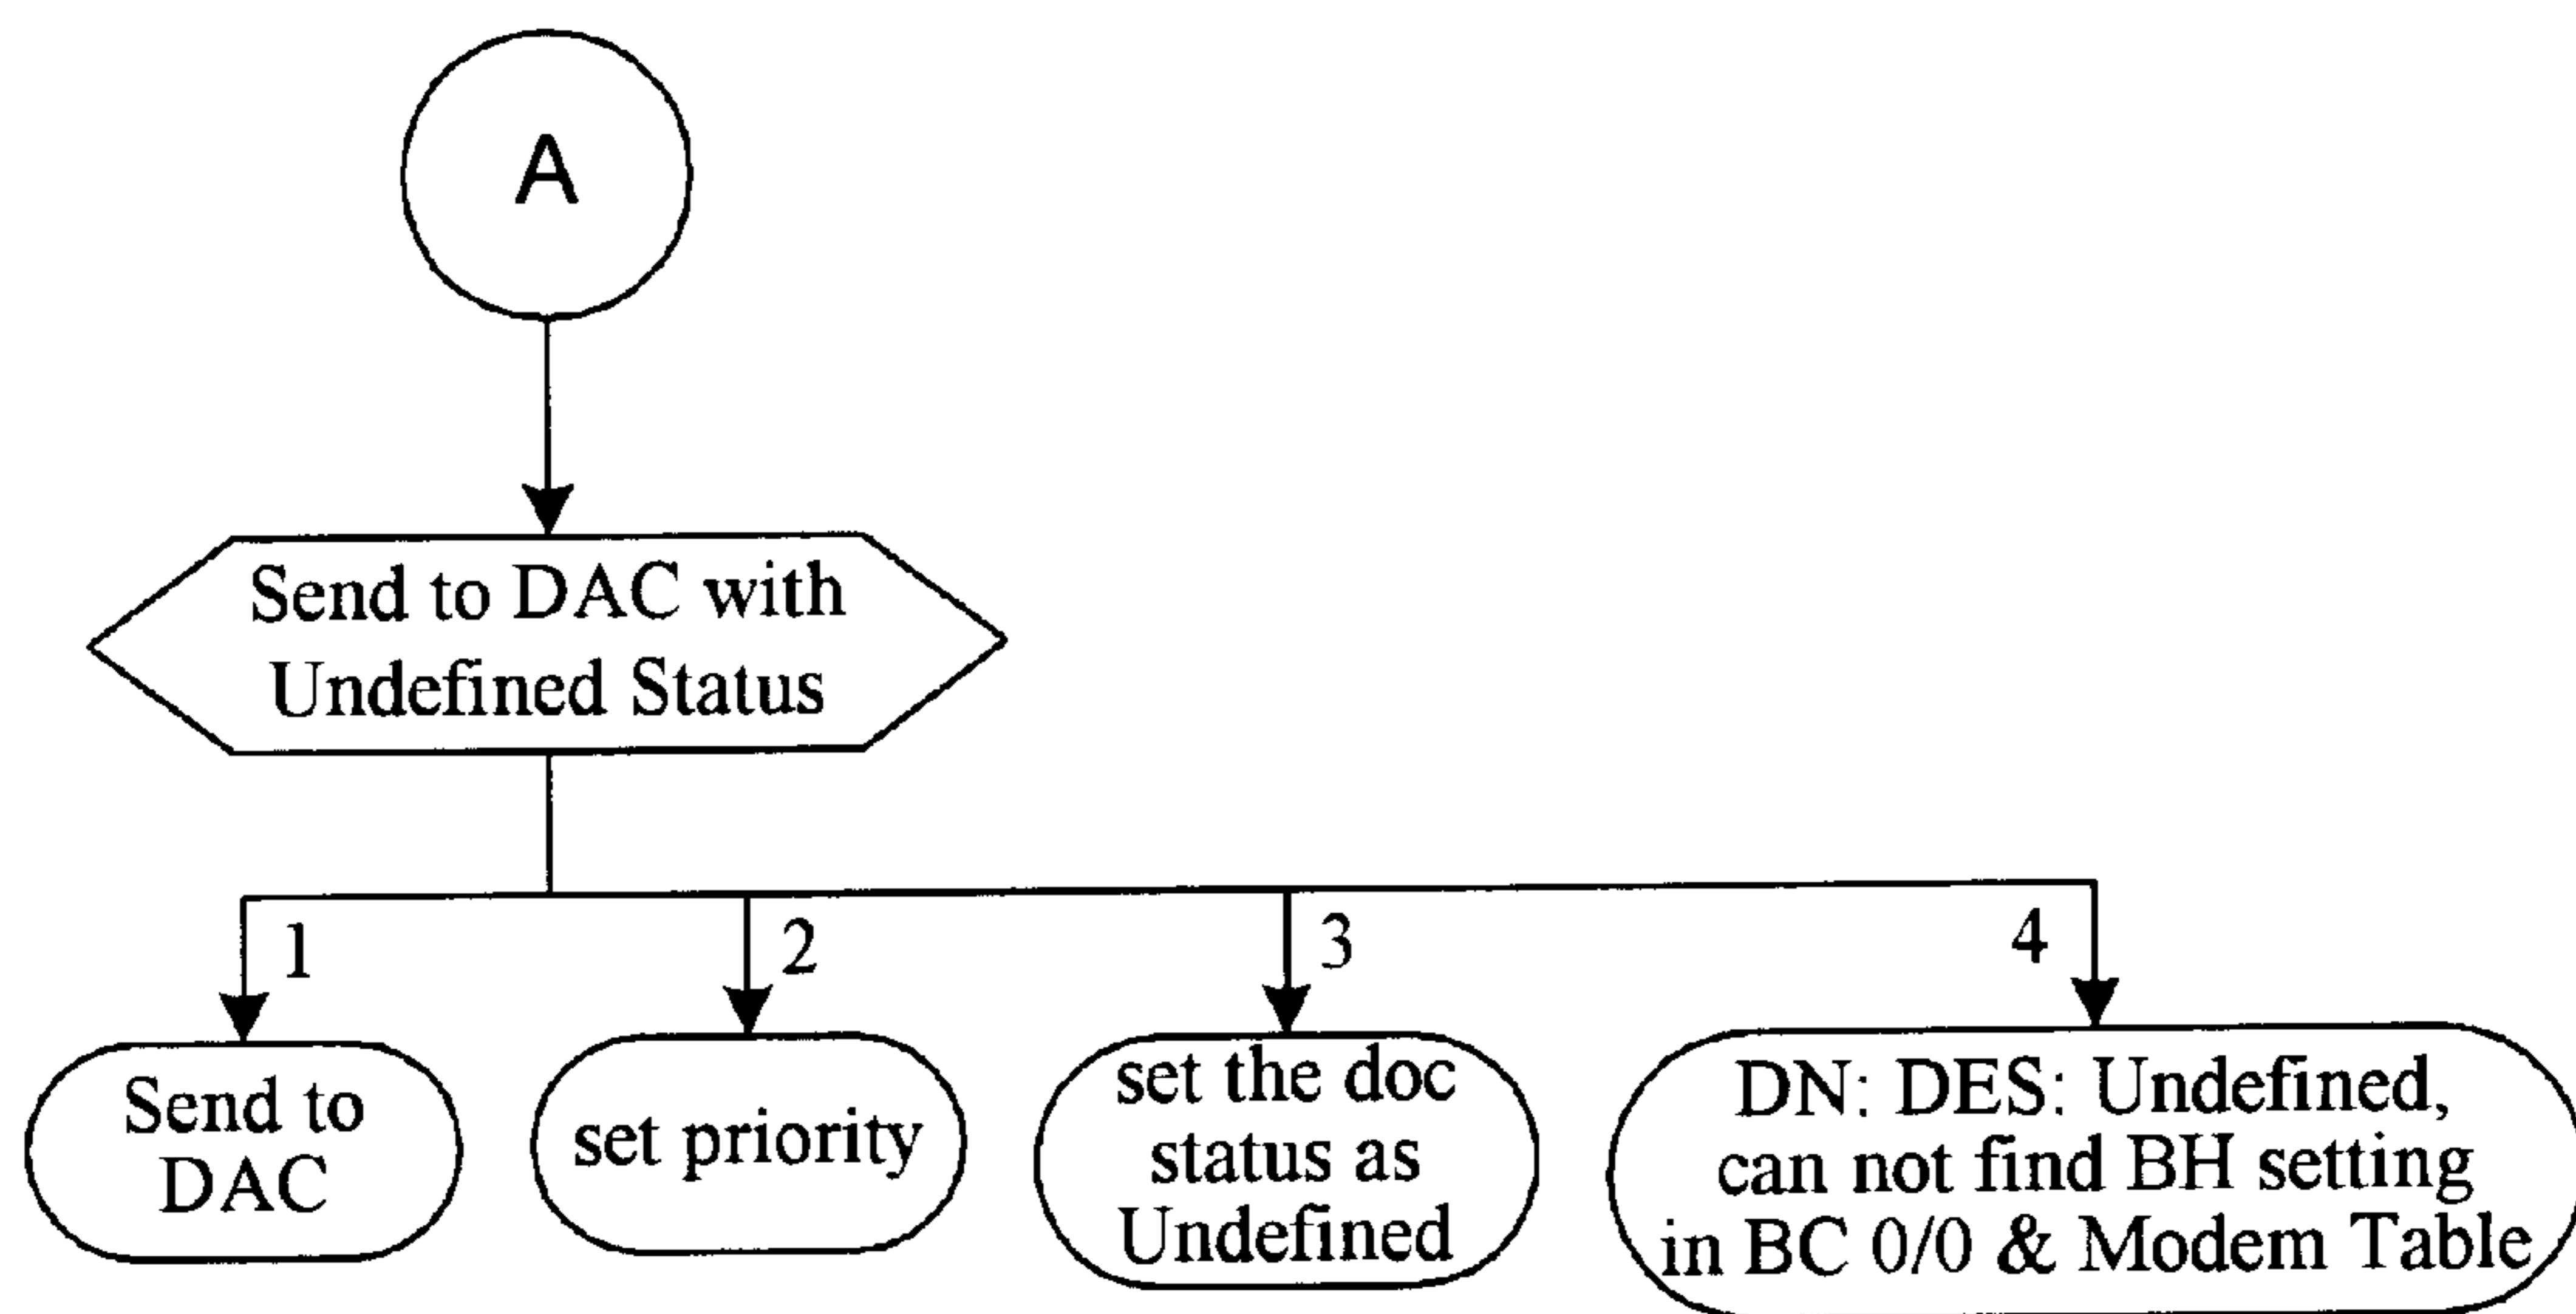 A
Send to DAC with
Undefined Status
1
2
3
4
Send to
DAC
set priority
set the doc
status as
Undefined
DN: DES: Undefined,
can not find BH setting
in BC 0/0 & Modem Table